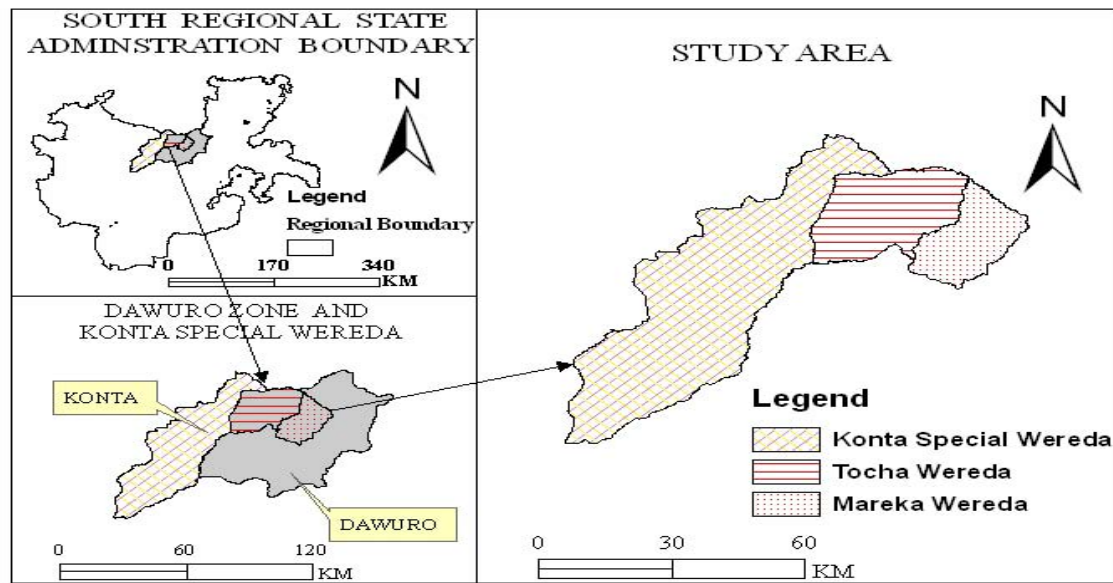 SOUTH REGIONAL STATE
ADMINSTRATION BOUNDARY
N
Legend
Regional Boundary
0 170 340
KM
DAWURO ZONE AND
KONTA SPECIAL WEREDA
KONTA
DAWURO
0 60 120
KM
STUDY AREA
N
Legend
Konta Special Wereda
Tocha Wereda
Mareka Wereda
0 30 60
KM